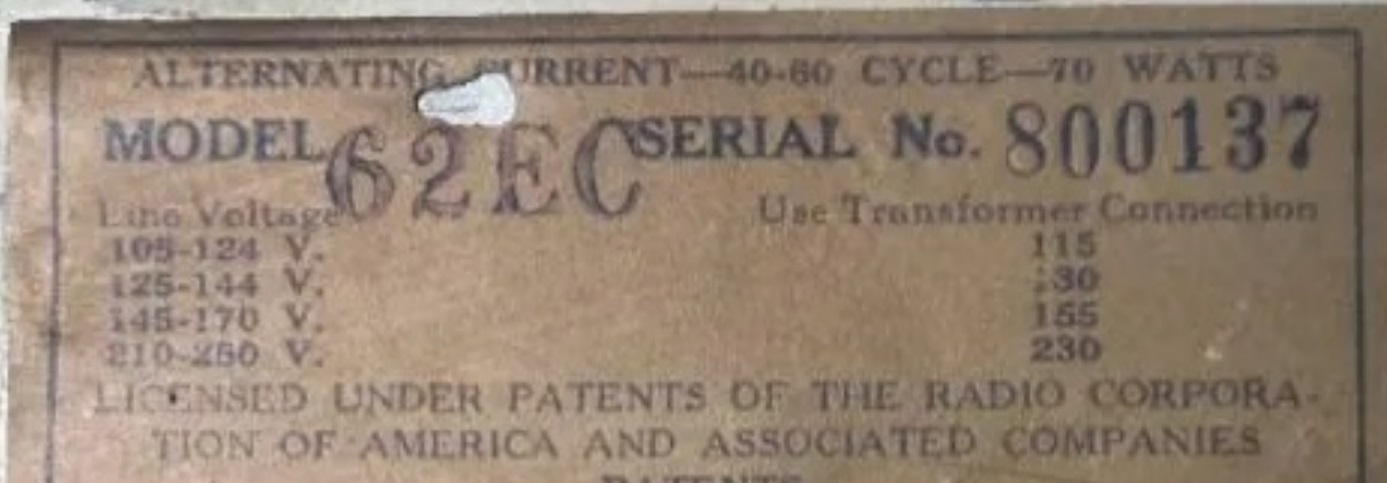 ALTERNATING CURRENT—40-60 CYCLE—70 WATTS
MODEL 62EC SERIAL No. 800137
Line Voltage Use Transformer Connection
105-124 V. 115
125-144 V. 130
145-170 V. 155
210-250 V. 230
LICENSED UNDER PATENTS OF THE RADIO CORPORA-
TION OF AMERICA AND ASSOCIATED COMPANIES
PATENTS